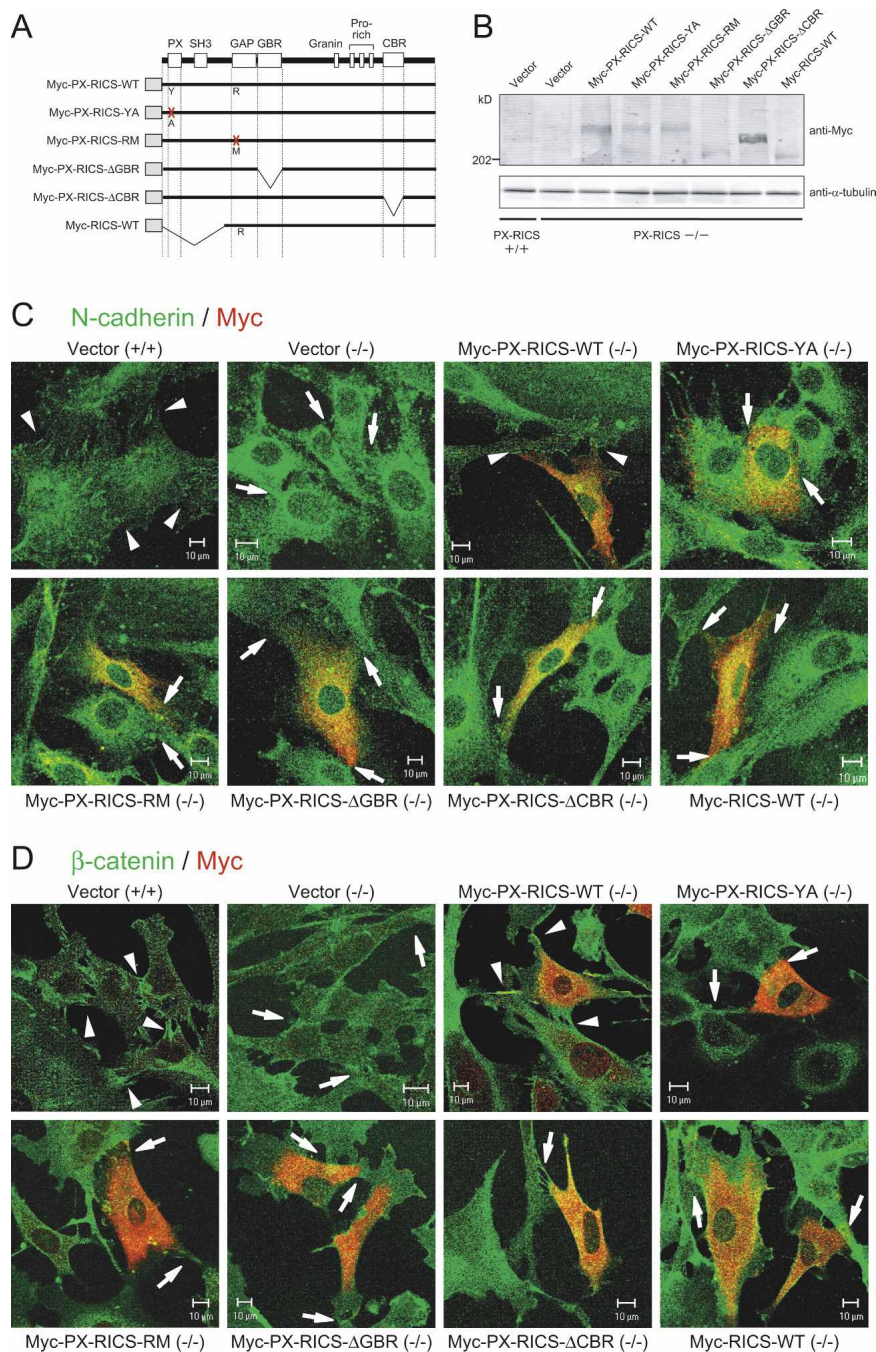 A
PX SH3 GAP GBR Granin Pro-rich CBR
Myc-PX-RICS-WT Y R
Myc-PX-RICS-YA X A
Myc-PX-RICS-RM X M
Myc-PX-RICS-ΔGBR
Myc-PX-RICS-ΔCBR
Myc-RICS-WT R
B
Vector Vector Myc-PX-RICS-WT Myc-PX-RICS-YA Myc-PX-RICS-RM Myc-PX-RICS-ΔGBR Myc-PX-RICS-ΔCBR Myc-RICS-WT
kD
anti-Myc
202
anti-α-tubulin
PX-RICS +/+
PX-RICS −/−
C N-cadherin / Myc
Vector (+/+) Vector (-/-) Myc-PX-RICS-WT (-/-) Myc-PX-RICS-YA (-/-)
10 μm 10 μm 10 μm 10 μm
10 μm 10 μm 10 μm 10 μm
Myc-PX-RICS-RM (-/-) Myc-PX-RICS-ΔGBR (-/-) Myc-PX-RICS-ΔCBR (-/-) Myc-RICS-WT (-/-)
D β-catenin / Myc
Vector (+/+) Vector (-/-) Myc-PX-RICS-WT (-/-) Myc-PX-RICS-YA (-/-)
10 μm 10 μm 10 μm 10 μm
10 μm 10 μm 10 μm 10 μm
Myc-PX-RICS-RM (-/-) Myc-PX-RICS-ΔGBR (-/-) Myc-PX-RICS-ΔCBR (-/-) Myc-RICS-WT (-/-)